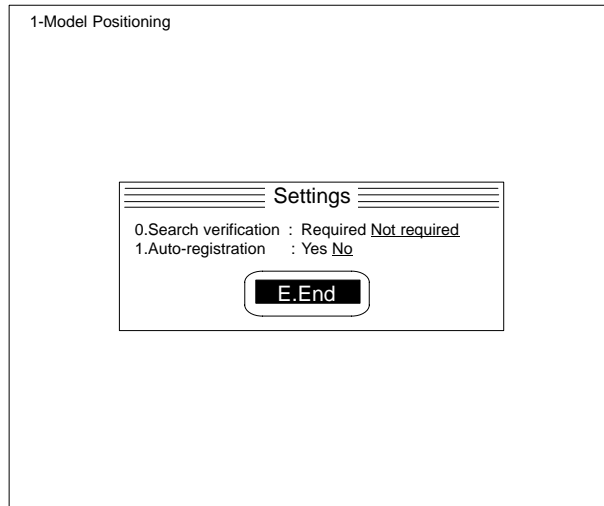 1-Model Positioning
Settings
0.Search verification : Required Not required
1.Auto-registration : Yes No
E.End